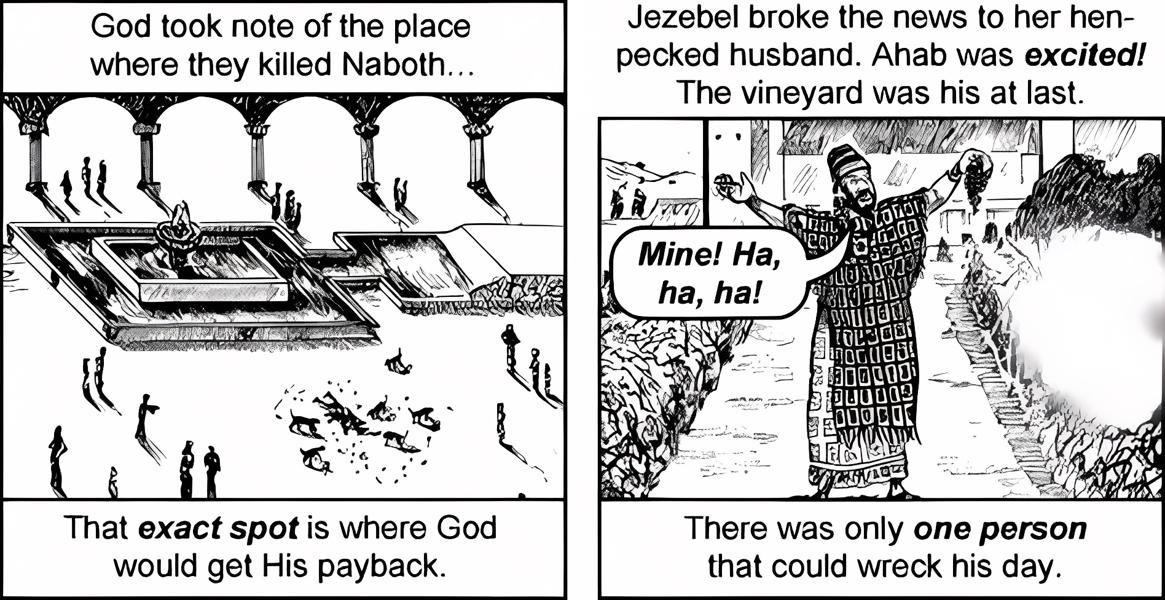 God took note of the place
where they killed Naboth...
That exact spot is where God
would get His payback.
Jezebel broke the news to her hen-
pecked husband. Ahab was excited!
The vineyard was his at last.
Mine! Ha,
ha, ha!
There was only one person
that could wreck his day.